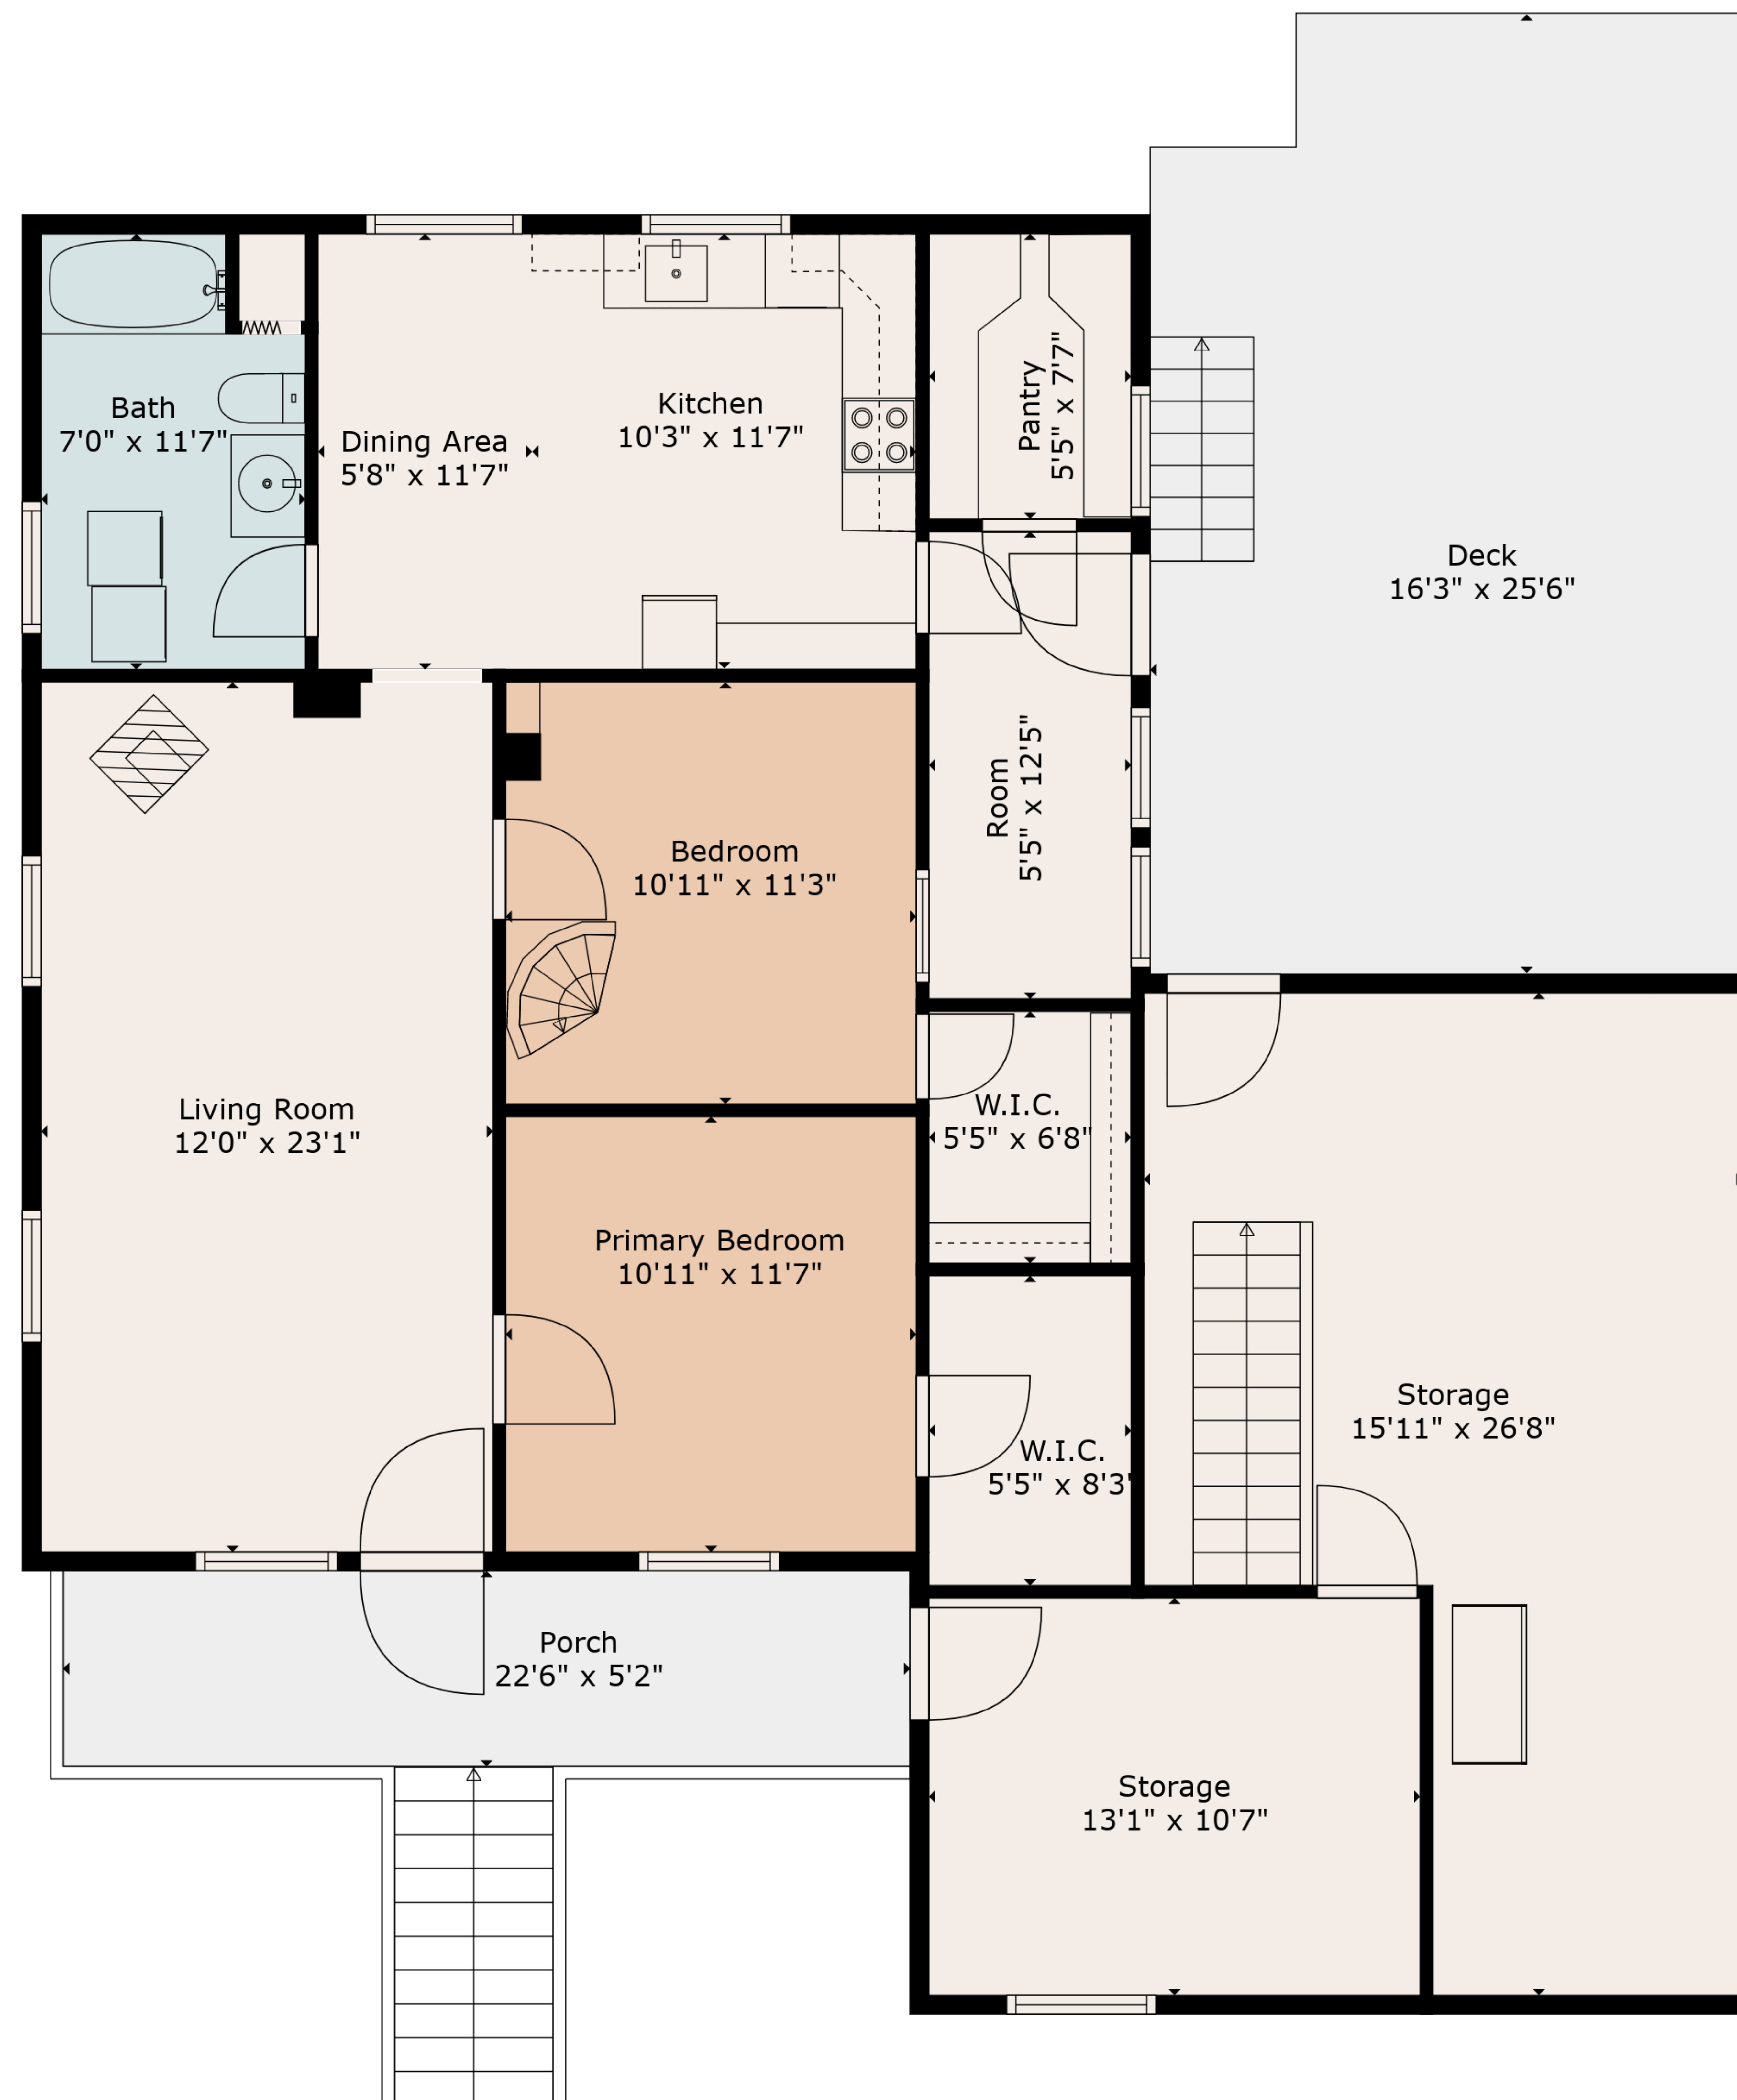 Bath
7'0" x 11'7"
Dining Area
5'8" x 11'7"
Kitchen
10'3" x 11'7"
Pantry
5'5" x 7'7"
Deck
16'3" x 25'6"
Room
5'5" x 12'5"
Bedroom
10'11" x 11'3"
Living Room
12'0" x 23'1"
W.I.C.
5'5" x 6'8"
Primary Bedroom
10'11" x 11'7"
Storage
15'11" x 26'8"
W.I.C.
5'5" x 8'3"
Porch
22'6" x 5'2"
Storage
13'1" x 10'7"